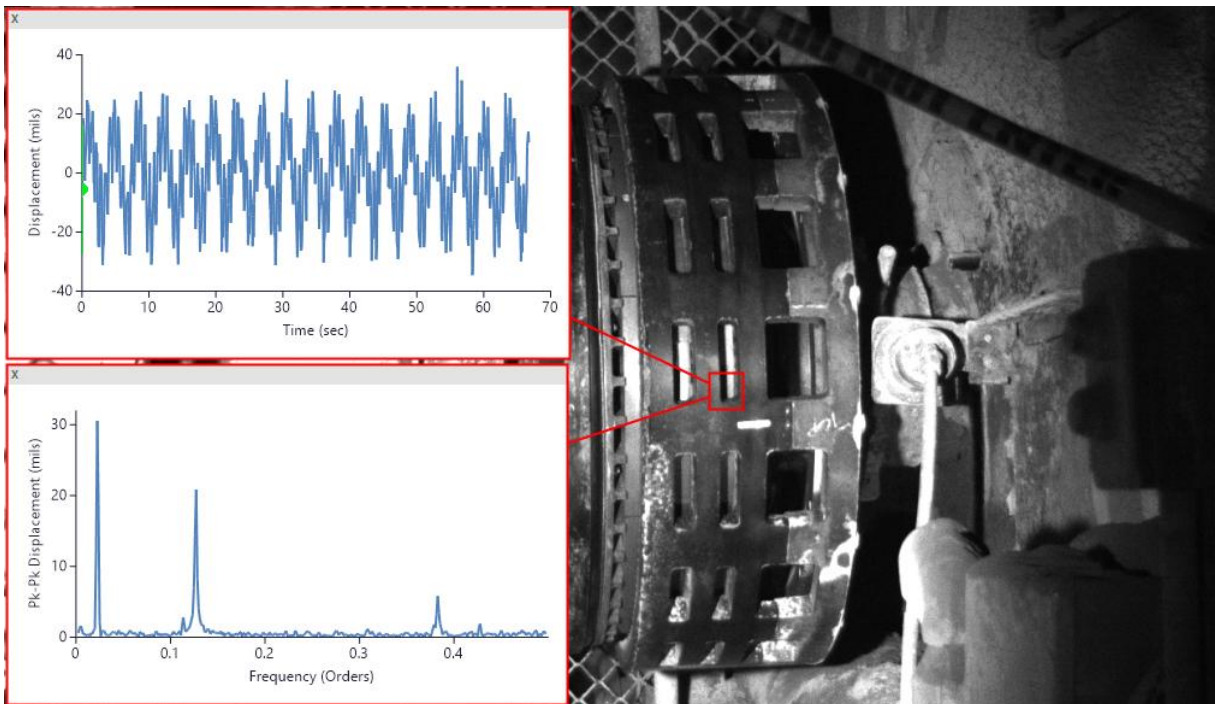 X
Displacement (mils)
40
20
0
-20
-40
0 10 20 30 40 50 60 70
Time (sec)
X
Pk-Pk Displacement (mils)
30
20
10
0
0 0.1 0.2 0.3 0.4
Frequency (Orders)